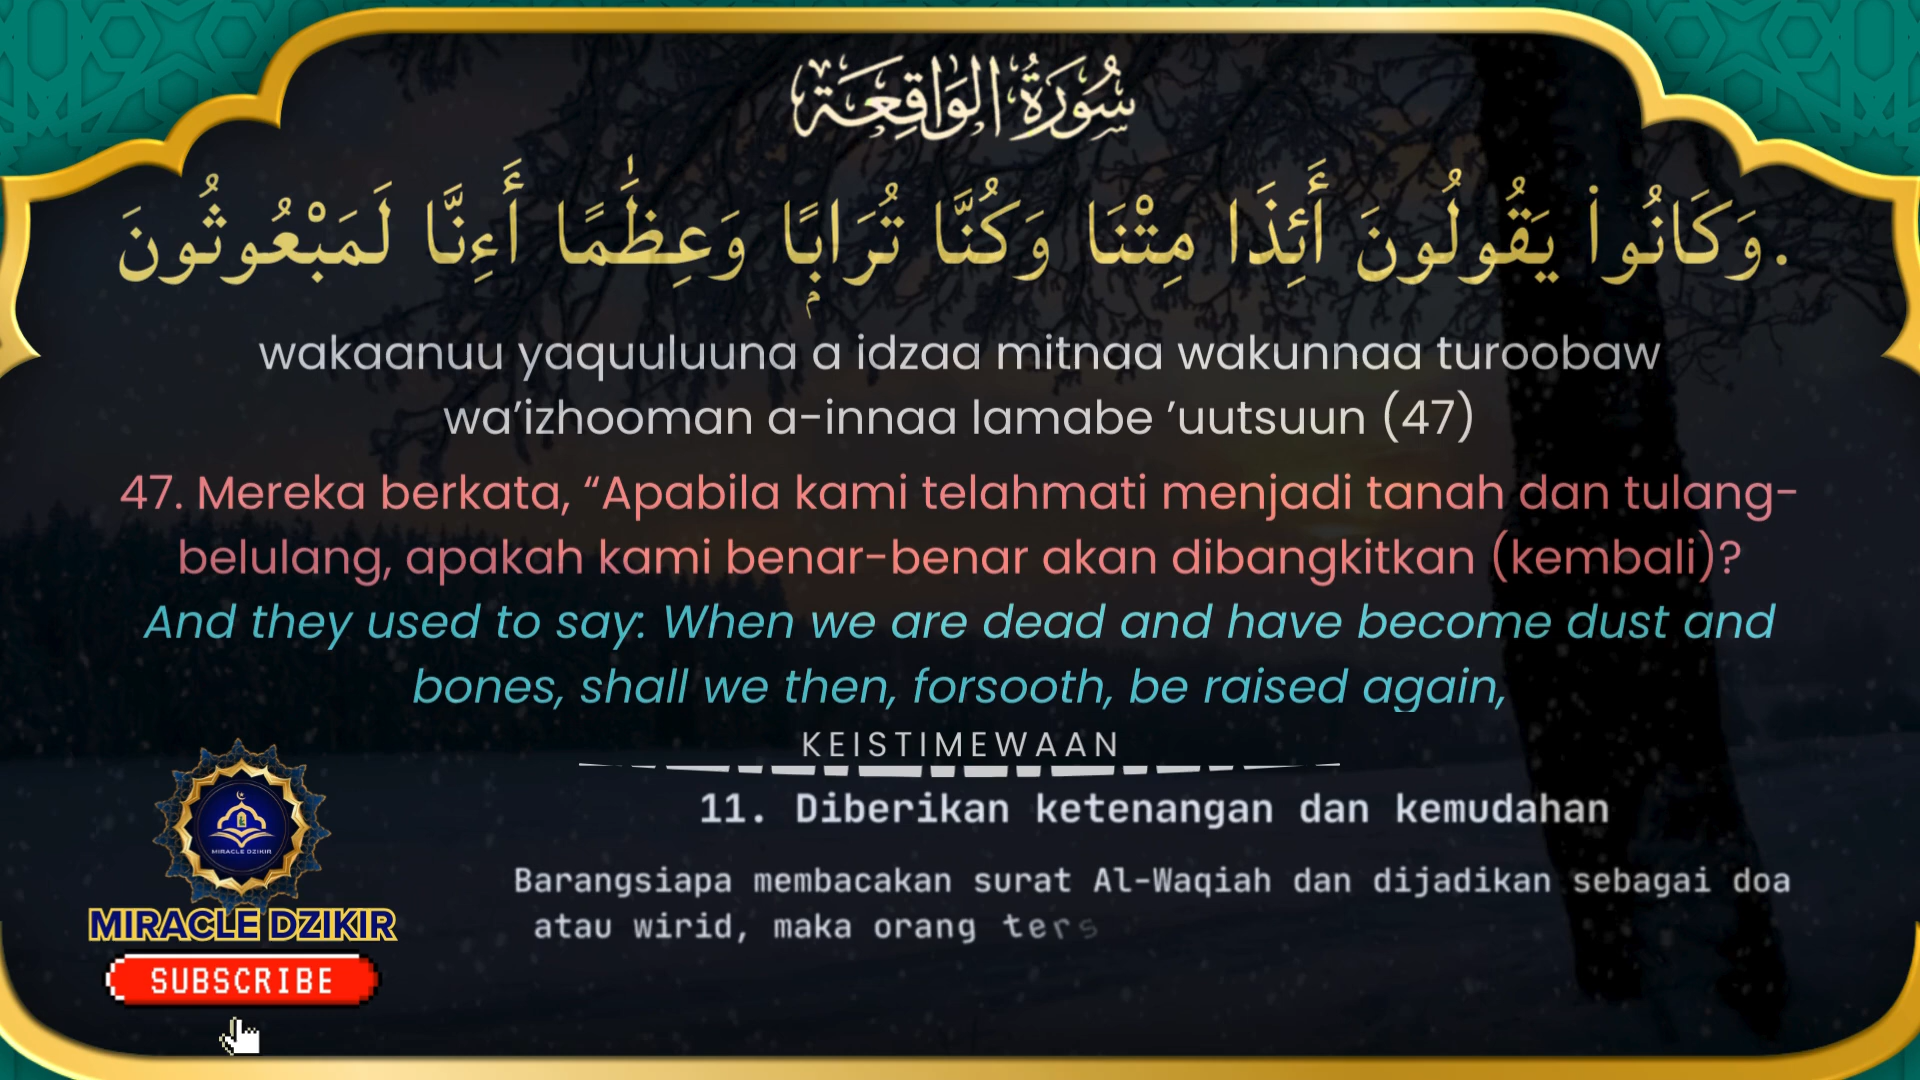 سُورَةُ الوَاقِعَة
وَكَانُوا۟ يَقُولُونَ أَئِذَا مِتْنَا وَكُنَّا تُرَابًۭا وَعِظَـٰمًا أَءِنَّا لَمَبْعُوثُونَ.
wakaanuu yaquuluuna a idzaa mitnaa wakunnaa turoobaw
wa’izhooman a-innaa lamabe ’uutsuun (47)
47. Mereka berkata, “Apabila kami telahmati menjadi tanah dan tulang-
belulang, apakah kami benar-benar akan dibangkitkan (kembali)?
And they used to say: When we are dead and have become dust and
bones, shall we then, forsooth, be raised again,
KEISTIMEWAAN
11. Diberikan ketenangan dan kemudahan
Barangsiapa membacakan surat Al-Waqiah dan dijadikan sebagai doa
atau wirid, maka orang ters
MIRACLE DZIKIR
MIRACLE DZIKIR
SUBSCRIBE